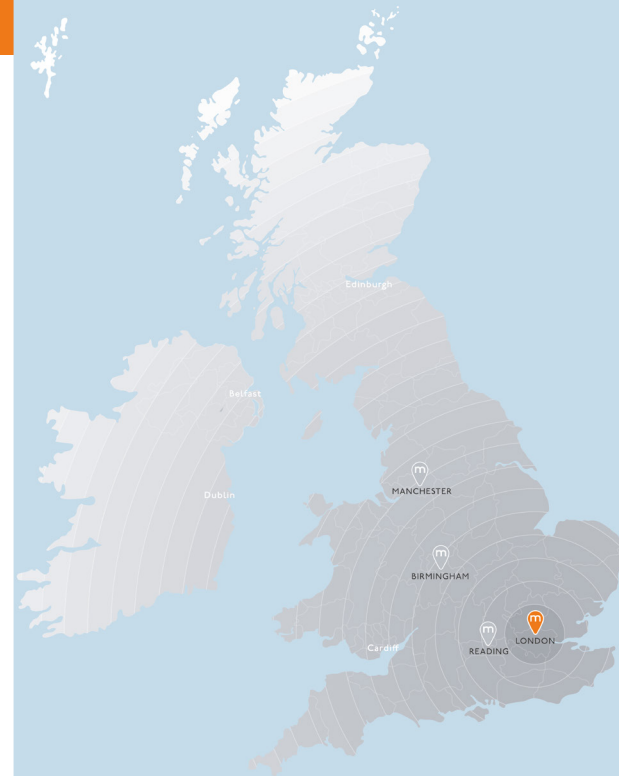 Edinburgh
Belfast
m
MANCHESTER
Dublin
m
BIRMINGHAM
m
READING
m
LONDON
Cardiff